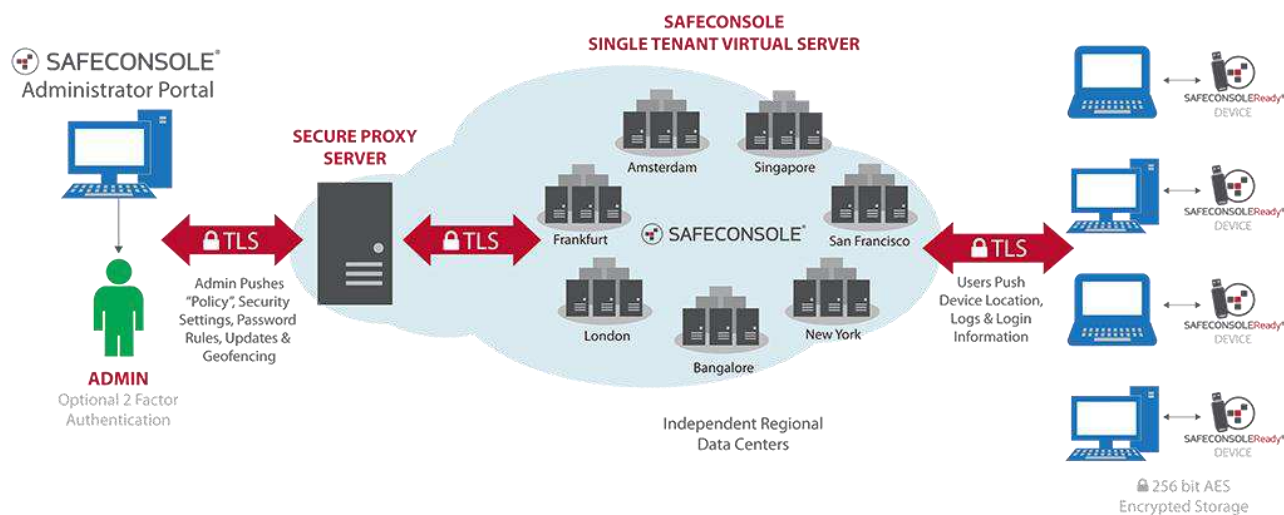 SAFECONSOLE®
Administrator Portal
ADMIN
Optional 2 Factor
Authentication
TLS
Admin Pushes
“Policy”, Security
Settings, Password
Rules, Updates &
Geofencing
SECURE PROXY
SERVER
TLS
SAFECONSOLE
SINGLE TENANT VIRTUAL SERVER
Amsterdam
Singapore
Frankfurt
SAFECONSOLE®
San Francisco
London
New York
Bangalore
Independent Regional
Data Centers
TLS
Users Push
Device Location,
Logs & Login
Information
SAFECONSOLEReady®
DEVICE
SAFECONSOLEReady®
DEVICE
SAFECONSOLEReady®
DEVICE
SAFECONSOLEReady®
DEVICE
256 bit AES
Encrypted Storage